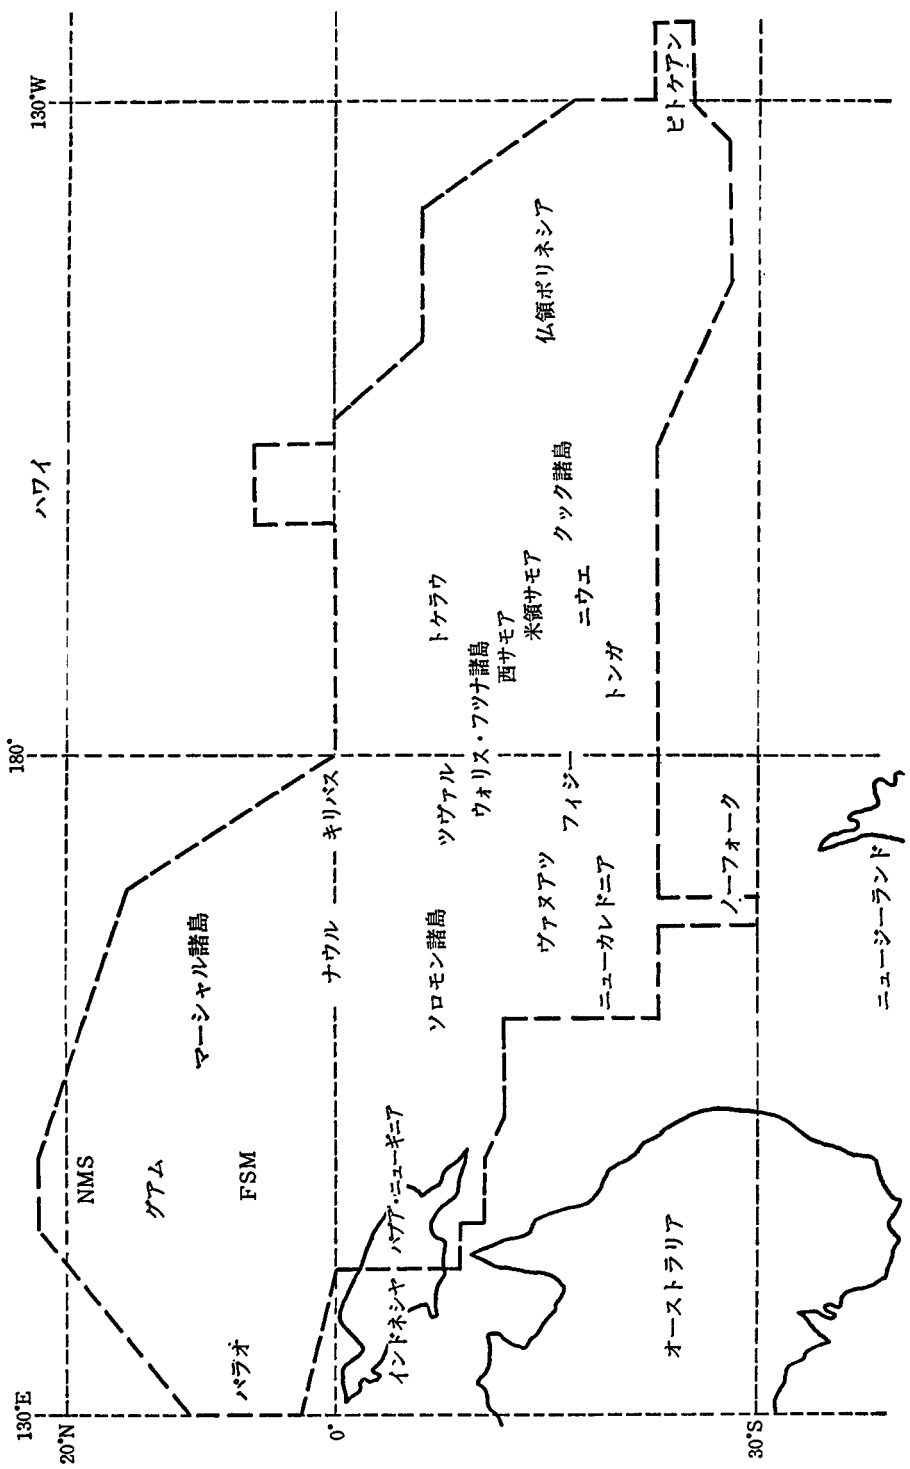 130°E
180°
130°W
20°N
0°
30°S
ハワイ
NMS
グアム
マーシャル諸島
FSM
パラオ
ナウル
キリバス
インドネシヤ
パプア・ニューギニア
ソロモン諸島
ツヴァル
トケラウ
ウォリス・フツナ諸島
西サモア
米領サモア
クック諸島
仏領ポリネシア
ヴァヌアツ
フィジー
ニウエ
ニューカレドニア
トンガ
ピトケアン
オーストラリア
ノーフォーク
ニュージーランド